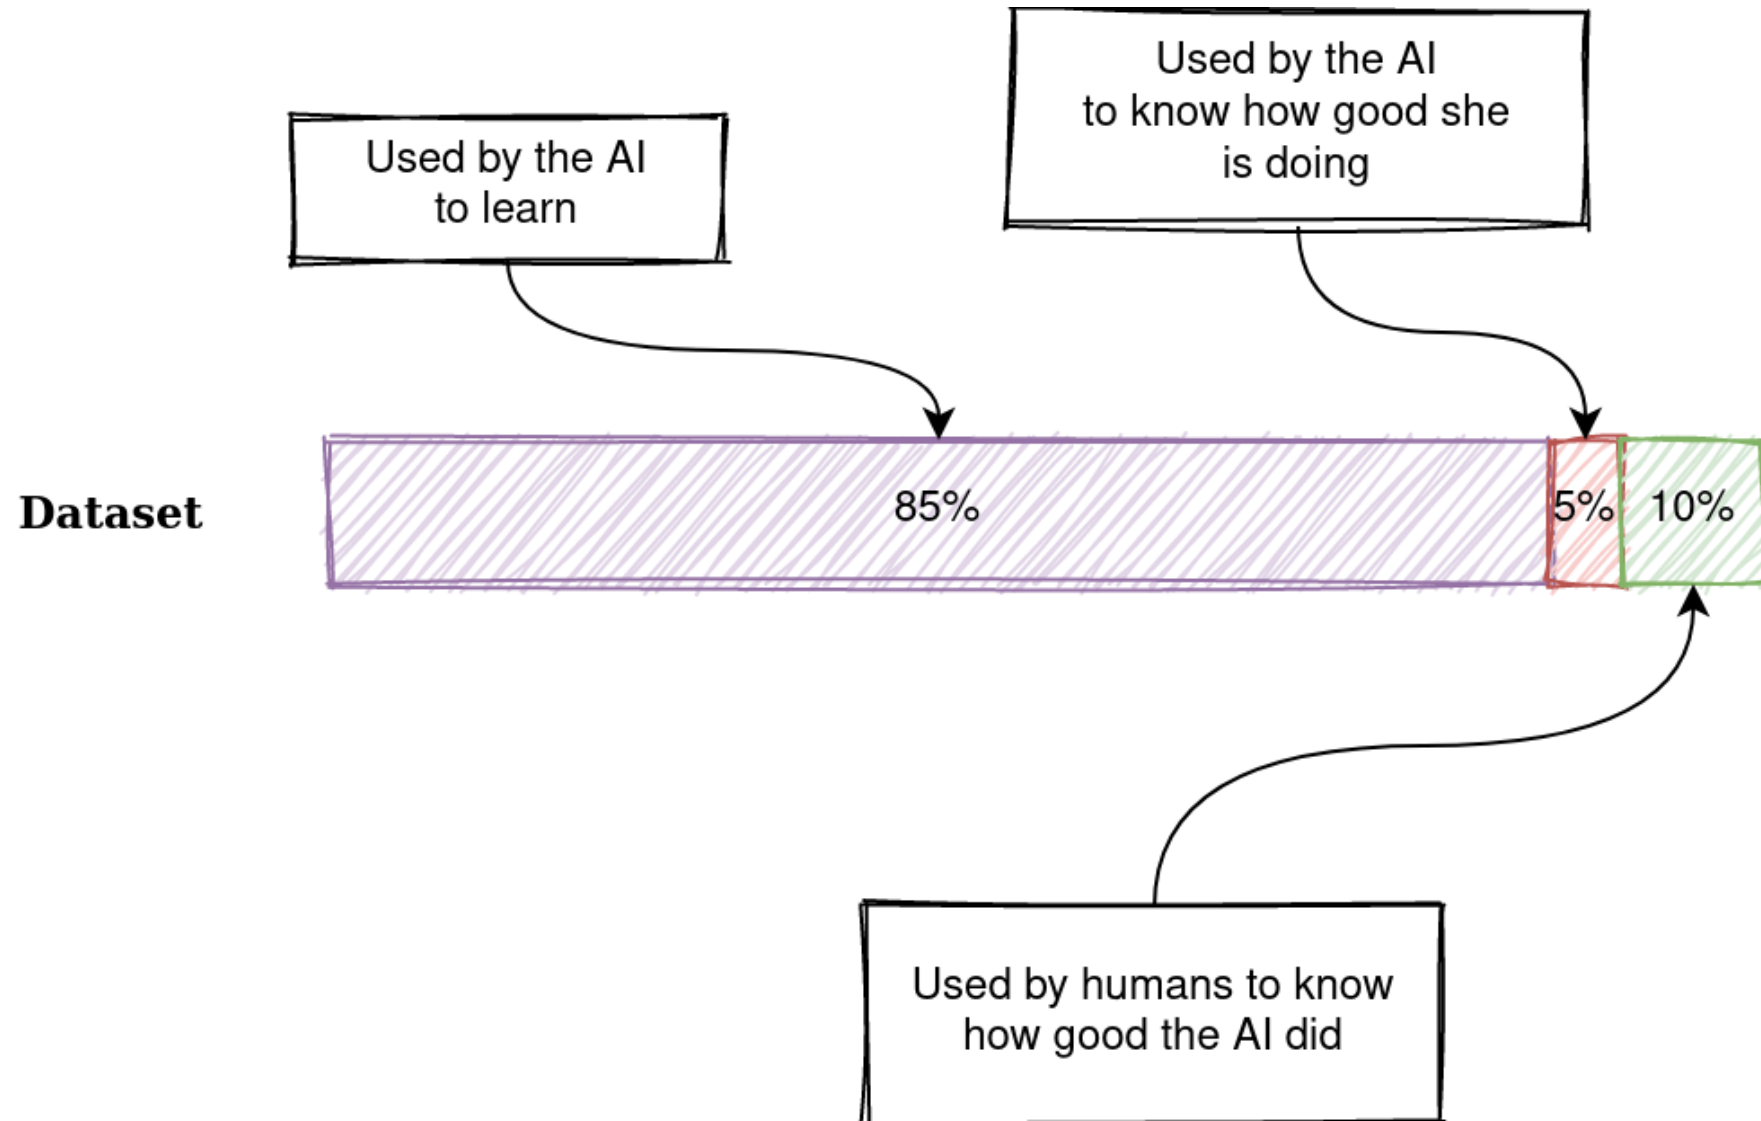 Used by the AI
to know how good she
is doing
Used by the AI
to learn
Dataset
85%
5%
10%
Used by humans to know
how good the AI did